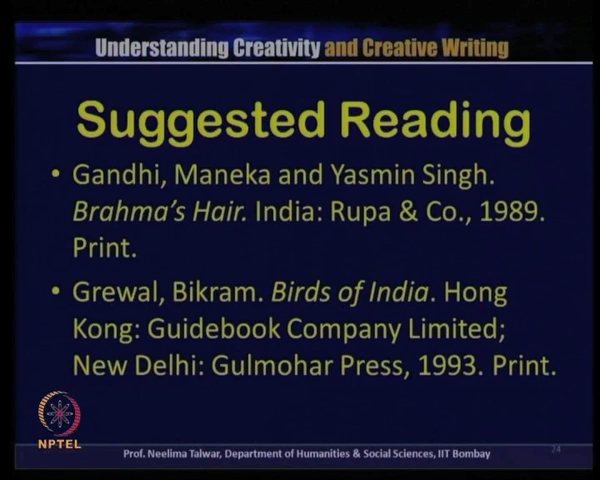 Understanding Creativity and Creative Writing
Suggested Reading
• Gandhi, Maneka and Yasmin Singh.
Brahma's Hair. India: Rupa & Co., 1989.
Print.
• Grewal, Bikram. Birds of India. Hong
Kong: Guidebook Company Limited;
New Delhi: Gulmohar Press, 1993. Print.
NPTEL
Prof. Neelima Talwar, Department of Humanities & Social Sciences, IIT Bombay
24